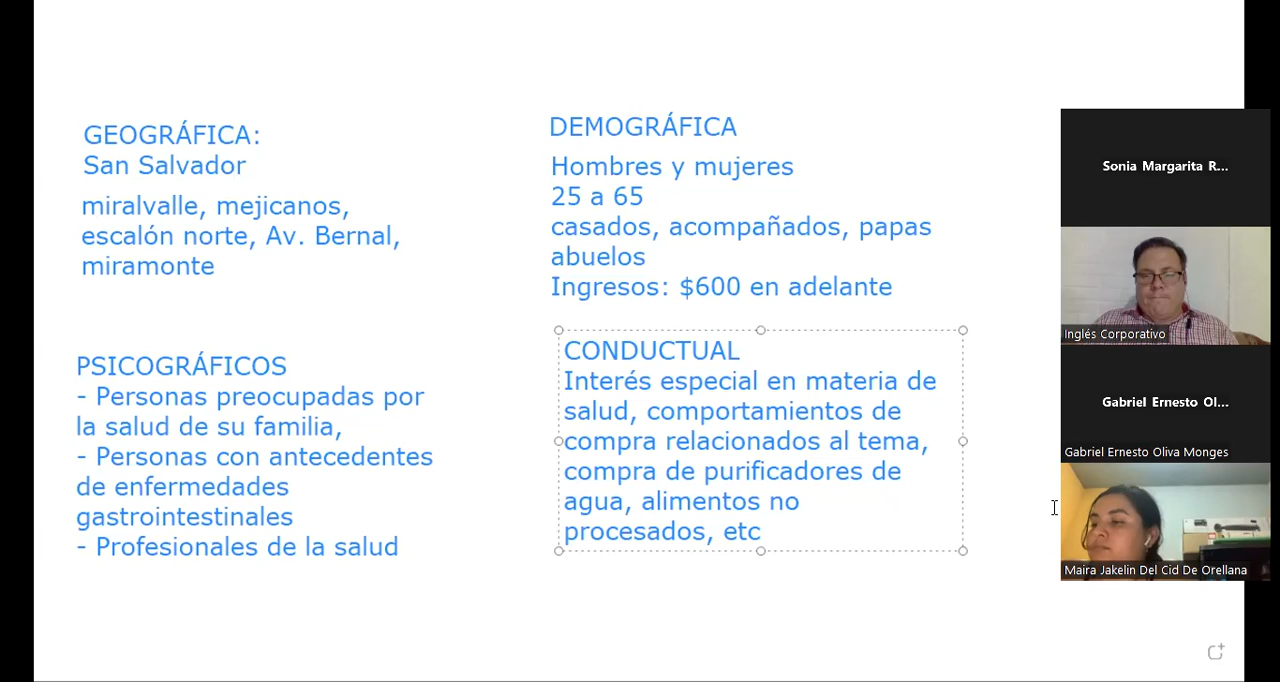 GEOGRÁFICA:
San Salvador
miralvalle, mejicanos,
escalón norte, Av. Bernal,
miramonte
DEMOGRÁFICA
Hombres y mujeres
25 a 65
casados, acompañados, papas
abuelos
Ingresos: $600 en adelante
PSICOGRÁFICOS
- Personas preocupadas por
la salud de su familia,
- Personas con antecedentes
de enfermedades
gastrointestinales
- Profesionales de la salud
CONDUCTUAL
Interés especial en materia de
salud, comportamientos de
compra relacionados al tema,
compra de purificadores de
agua, alimentos no
procesados, etc
Sonia Margarita R...
Inglés Corporativo
Gabriel Ernesto Ol...
Gabriel Ernesto Oliva Monges
Maira Jakelin Del Cid De Orellana